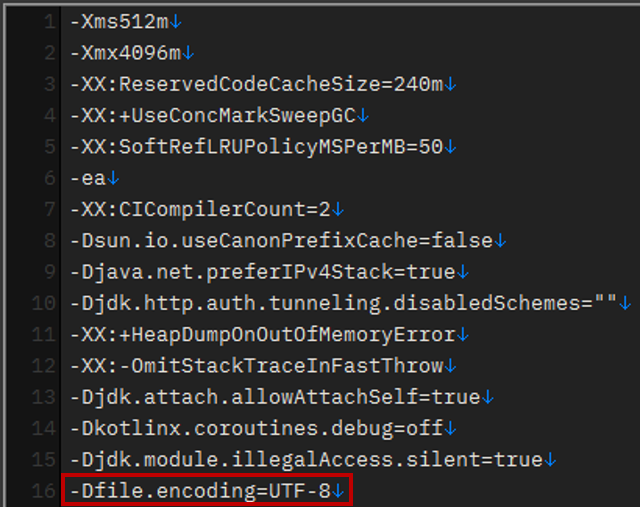 1 -Xms512m↓
2 -Xmx4096m↓
3 -XX:ReservedCodeCacheSize=240m↓
4 -XX:+UseConcMarkSweepGC↓
5 -XX:SoftRefLRUPolicyMSPerMB=50↓
6 -ea↓
7 -XX:CICompilerCount=2↓
8 -Dsun.io.useCanonPrefixCache=false↓
9 -Djava.net.preferIPv4Stack=true↓
10 -Djdk.http.auth.tunneling.disabledSchemes=""↓
11 -XX:+HeapDumpOnOutOfMemoryError↓
12 -XX:-OmitStackTraceInFastThrow↓
13 -Djdk.attach.allowAttachSelf=true↓
14 -Dkotlinx.coroutines.debug=off↓
15 -Djdk.module.illegalAccess.silent=true↓
16 -Dfile.encoding=UTF-8↓